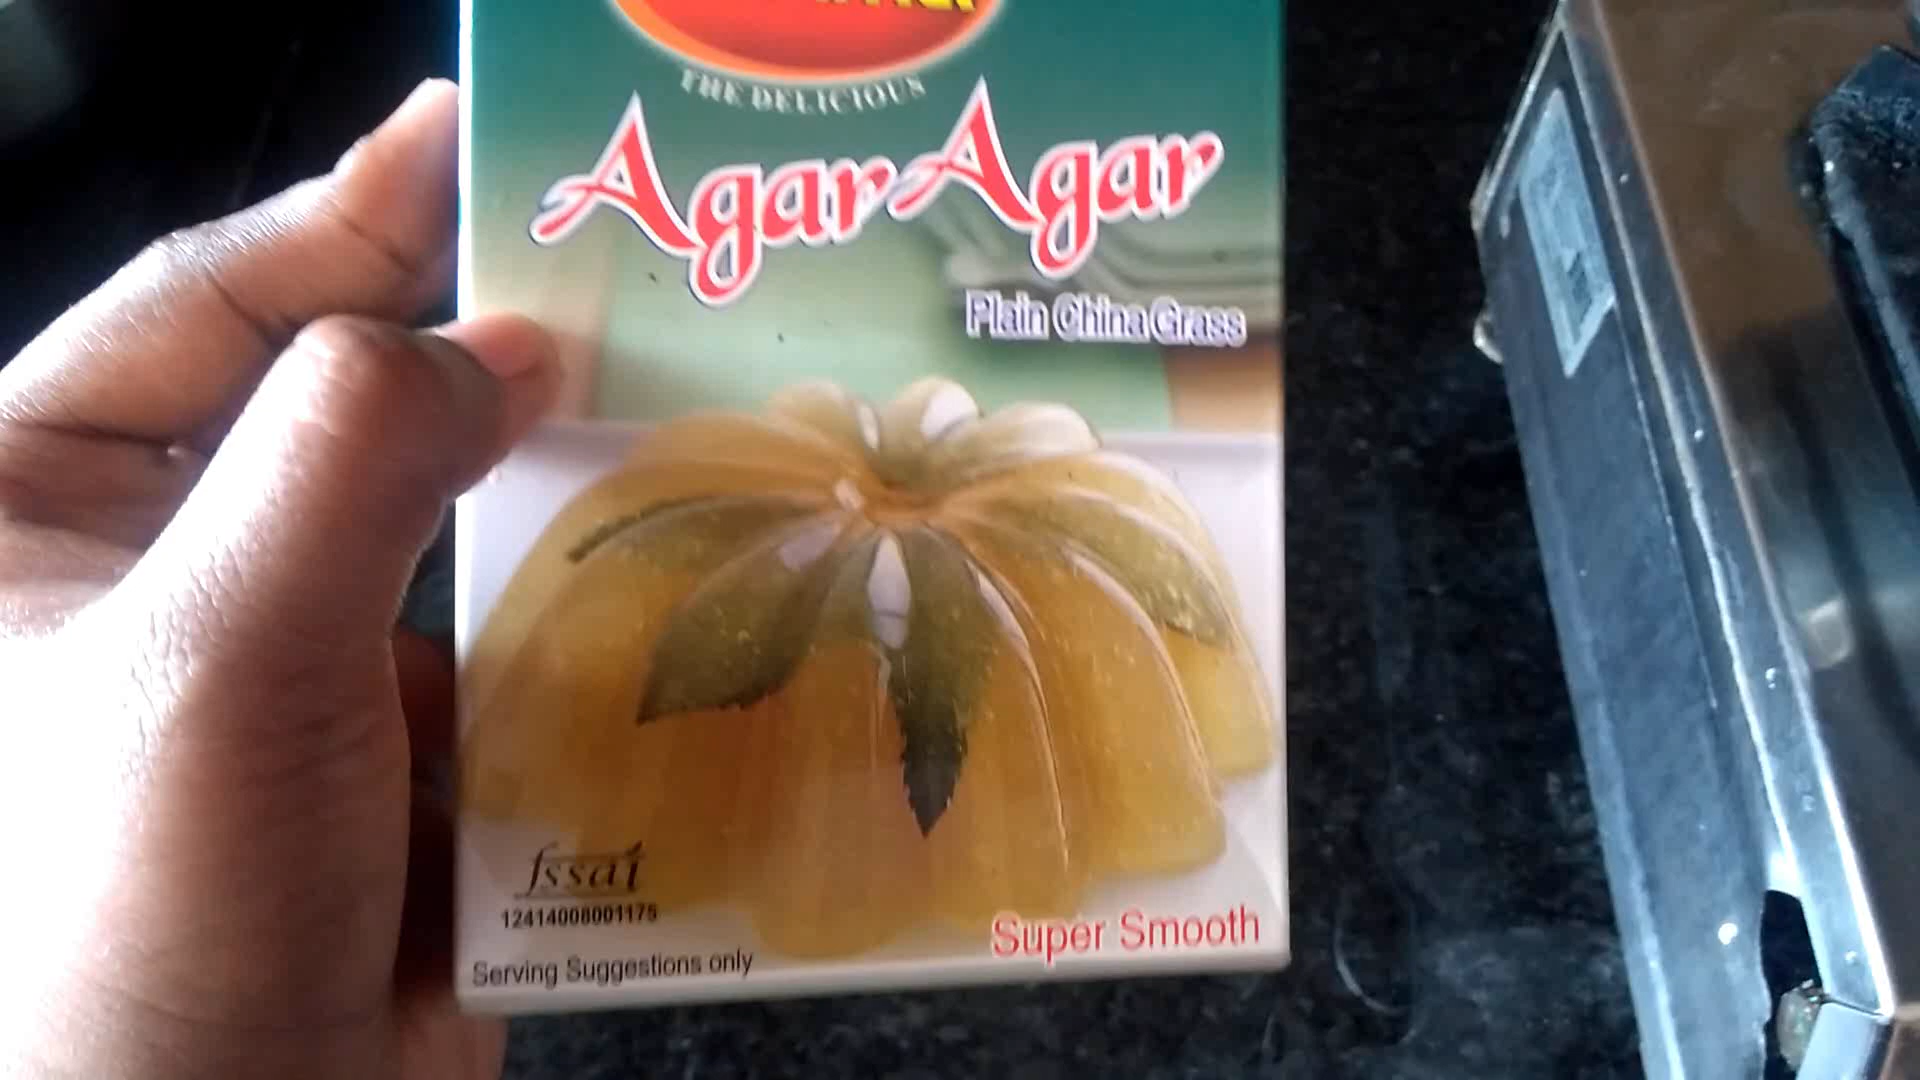 THE DELICIOUS
Agar Agar
Plain China Grass
fssai
12414008001175
Super Smooth
Serving Suggestions only